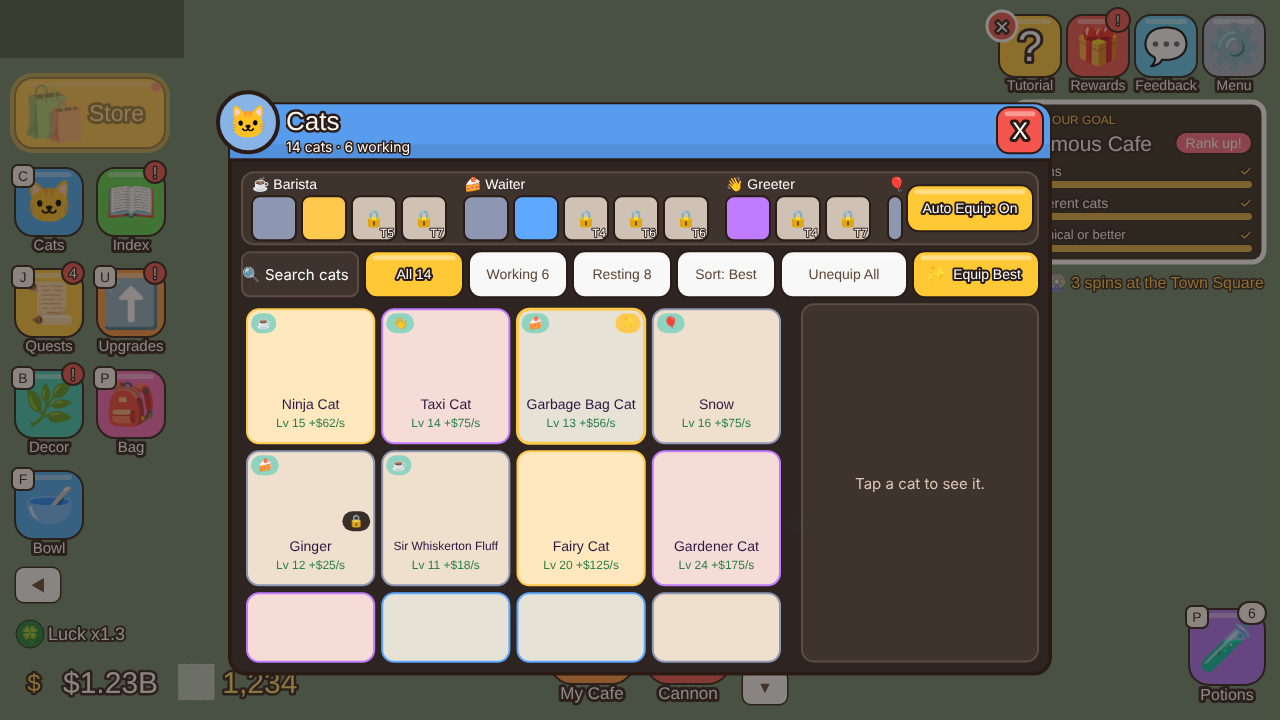 Store
?
!
Tutorial
Rewards
Feedback
Menu
Cats
14 cats · 6 working
X
OUR GOAL
mous Cafe
Rank up!
ns
erent cats
hical or better
3 spins at the Town Square
C
Cats
!
Index
J
4
Quests
U
!
Upgrades
B
!
Decor
P
Bag
F
Bowl
Luck x1.3
$ $1.23B
1,234
Barista
T5
T7
Waiter
T4
T6
T6
Greeter
T4
T7
Auto Equip: On
Search cats
All 14
Working 6
Resting 8
Sort: Best
Unequip All
Equip Best
Ninja Cat
Lv 15 +$62/s
Taxi Cat
Lv 14 +$75/s
Garbage Bag Cat
Lv 13 +$56/s
Snow
Lv 16 +$75/s
Ginger
Lv 12 +$25/s
Sir Whiskerton Fluff
Lv 11 +$18/s
Fairy Cat
Lv 20 +$125/s
Gardener Cat
Lv 24 +$175/s
Tap a cat to see it.
My Cafe
Cannon
P
6
Potions